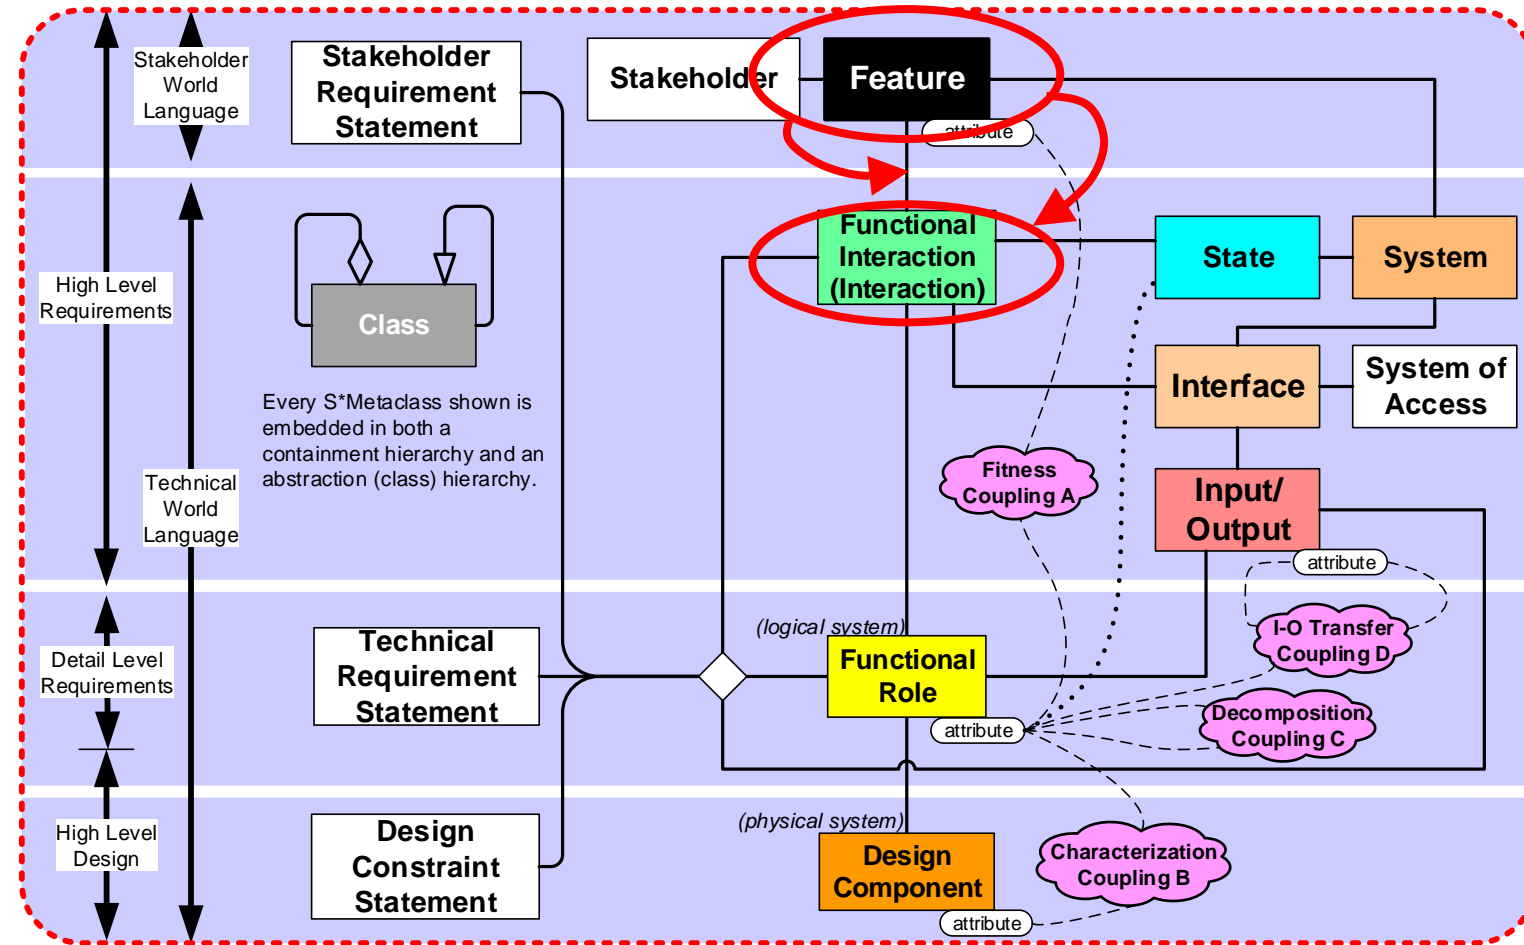 Stakeholder
World
Language
Stakeholder
Requirement
Statement
Stakeholder
Feature
attribute
High Level
Requirements
Class
Every S*Metaclass shown is
embedded in both a
containment hierarchy and an
abstraction (class) hierarchy.
Functional
Interaction
(Interaction)
State
System
Interface
System of
Access
Technical
World
Language
Fitness
Coupling A
Input/
Output
attribute
Detail Level
Requirements
Technical
Requirement
Statement
(logical system)
Functional
Role
attribute
I-O Transfer
Coupling D
Decomposition
Coupling C
High Level
Design
Design
Constraint
Statement
(physical system)
Design
Component
attribute
Characterization
Coupling B